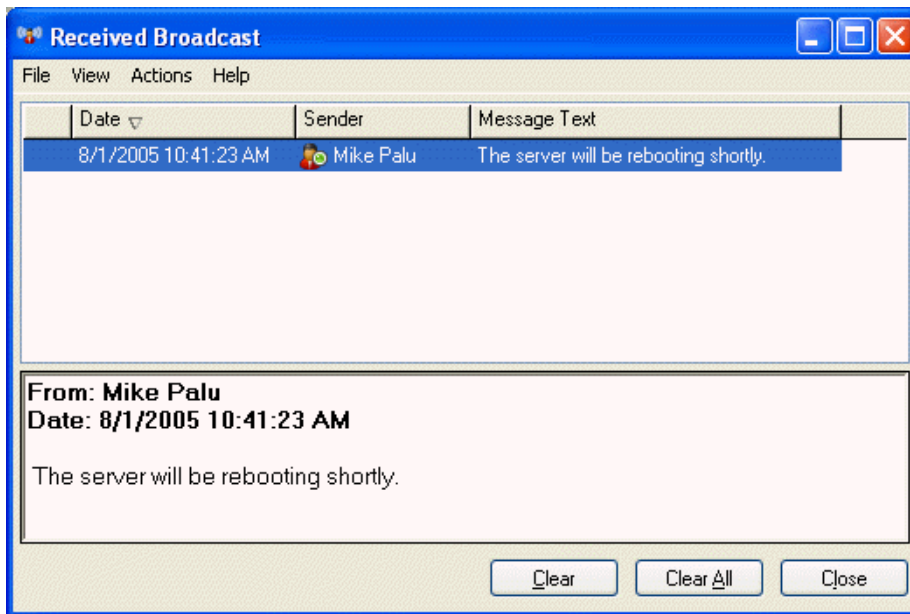 Received Broadcast
File View Actions Help
Date Sender Message Text
8/1/2005 10:41:23 AM Mike Palu The server will be rebooting shortly.
From: Mike Palu
Date: 8/1/2005 10:41:23 AM
The server will be rebooting shortly.
Clear Clear All Close